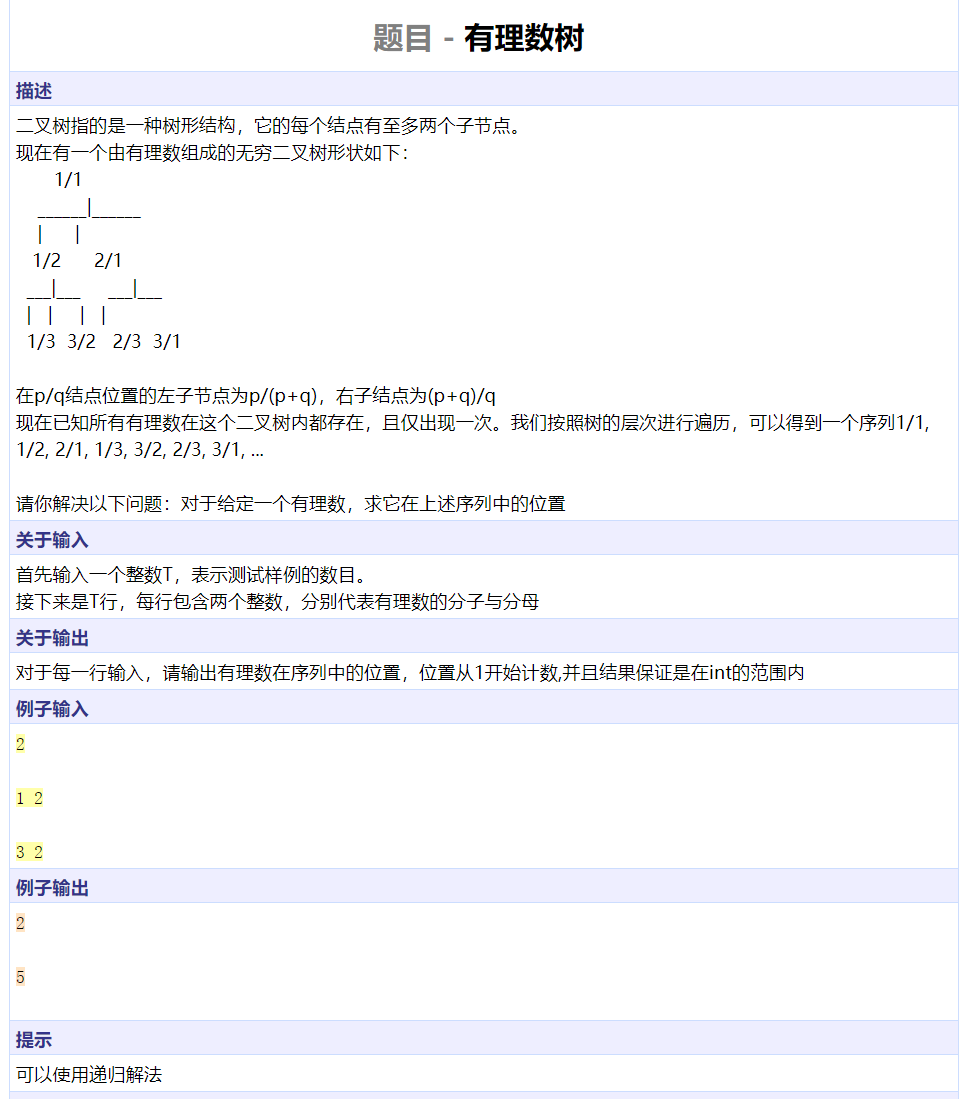 题目 - 有理数树
描述
二叉树指的是一种树形结构，它的每个结点有至多两个子节点。
现在有一个由有理数组成的无穷二叉树形状如下：
1/1
______|______
| |
1/2 2/1
___|___ ___|___
| | | |
1/3 3/2 2/3 3/1
在p/q结点位置的左子节点为p/(p+q)，右子结点为(p+q)/q
现在已知所有有理数在这个二叉树内都存在，且仅出现一次。我们按照树的层次进行遍历，可以得到一个序列1/1,
1/2, 2/1, 1/3, 3/2, 2/3, 3/1, ...
请你解决以下问题：对于给定一个有理数，求它在上述序列中的位置
关于输入
首先输入一个整数T，表示测试样例的数目。
接下来是T行，每行包含两个整数，分别代表有理数的分子与分母
关于输出
对于每一行输入，请输出有理数在序列中的位置，位置从1开始计数,并且结果保证是在int的范围内
例子输入
2
1 2
3 2
例子输出
2
5
提示
可以使用递归解法